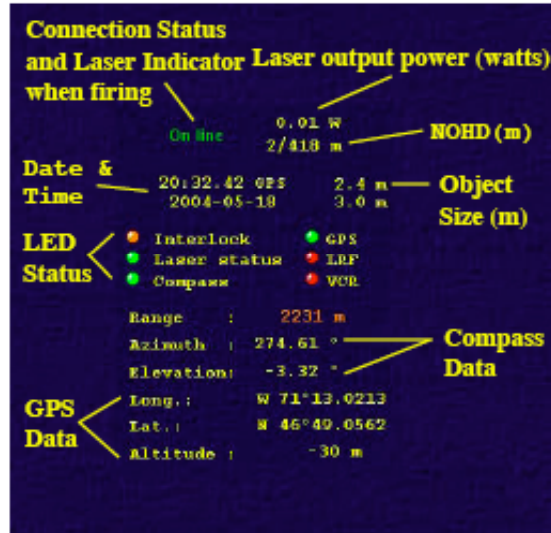 Connection Status
and Laser Indicator
when firing
Laser output power (watts)
On line
0.01 W
2/418 m
NOHD (m)
Date &
Time
20:32.42 GPS
2004-05-18
2.4 m
3.0 m
Object
Size (m)
LED
Status
Interlock
GPS
Laser status
LRF
Compass
VCR
Range : 2231 m
Azimuth : 274.61 °
Elevation: -3.32 °
Compass
Data
GPS
Data
Long.: W 71°13.0213
Lat.: N 46°49.0562
Altitude : -30 m